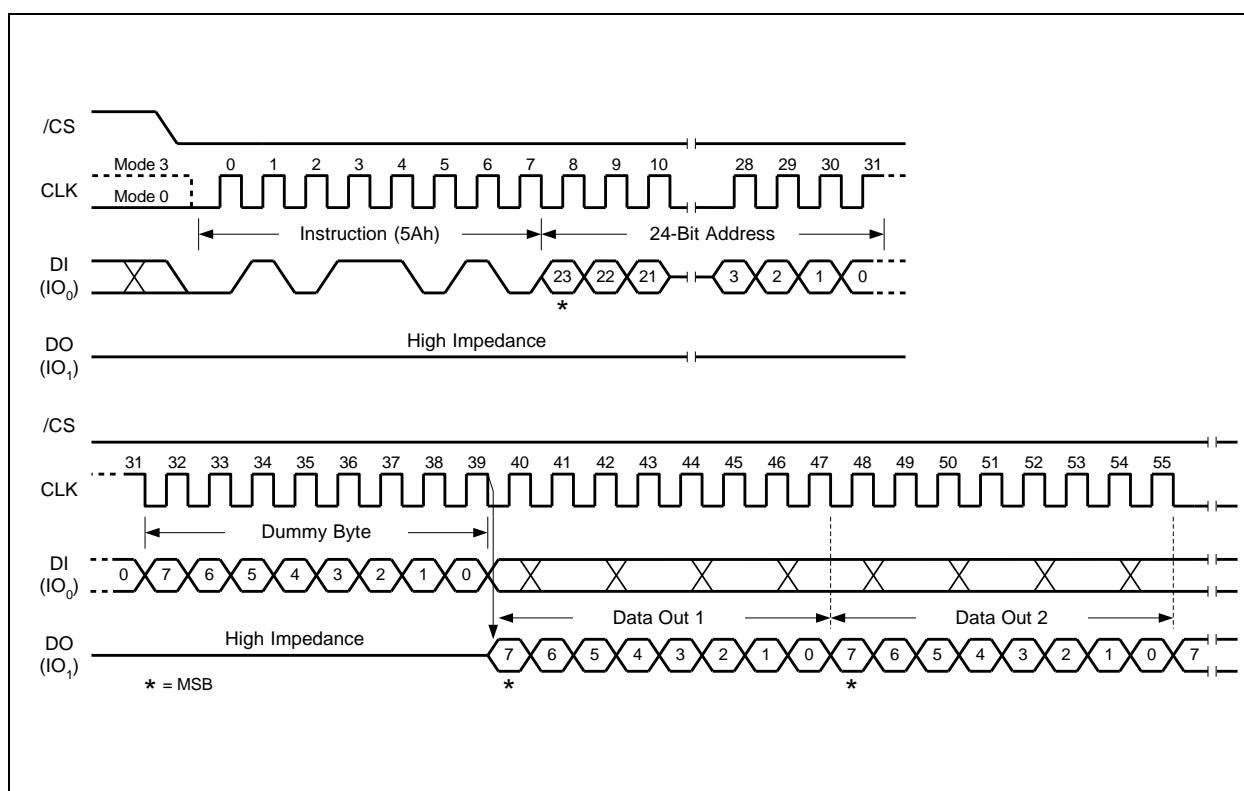 /CS
Mode 3 0 1 2 3 4 5 6 7 8 9 10 28 29 30 31
CLK Mode 0
Instruction (5Ah) 24-Bit Address
DI
(IO0) 23 22 21 3 2 1 0
*
DO High Impedance
(IO1)
/CS
31 32 33 34 35 36 37 38 39 40 41 42 43 44 45 46 47 48 49 50 51 52 53 54 55
CLK
Dummy Byte
DI
(IO0) 0 7 6 5 4 3 2 1 0
Data Out 1 Data Out 2
DO High Impedance
(IO1) 7 6 5 4 3 2 1 0 7 6 5 4 3 2 1 0 7
* = MSB * *